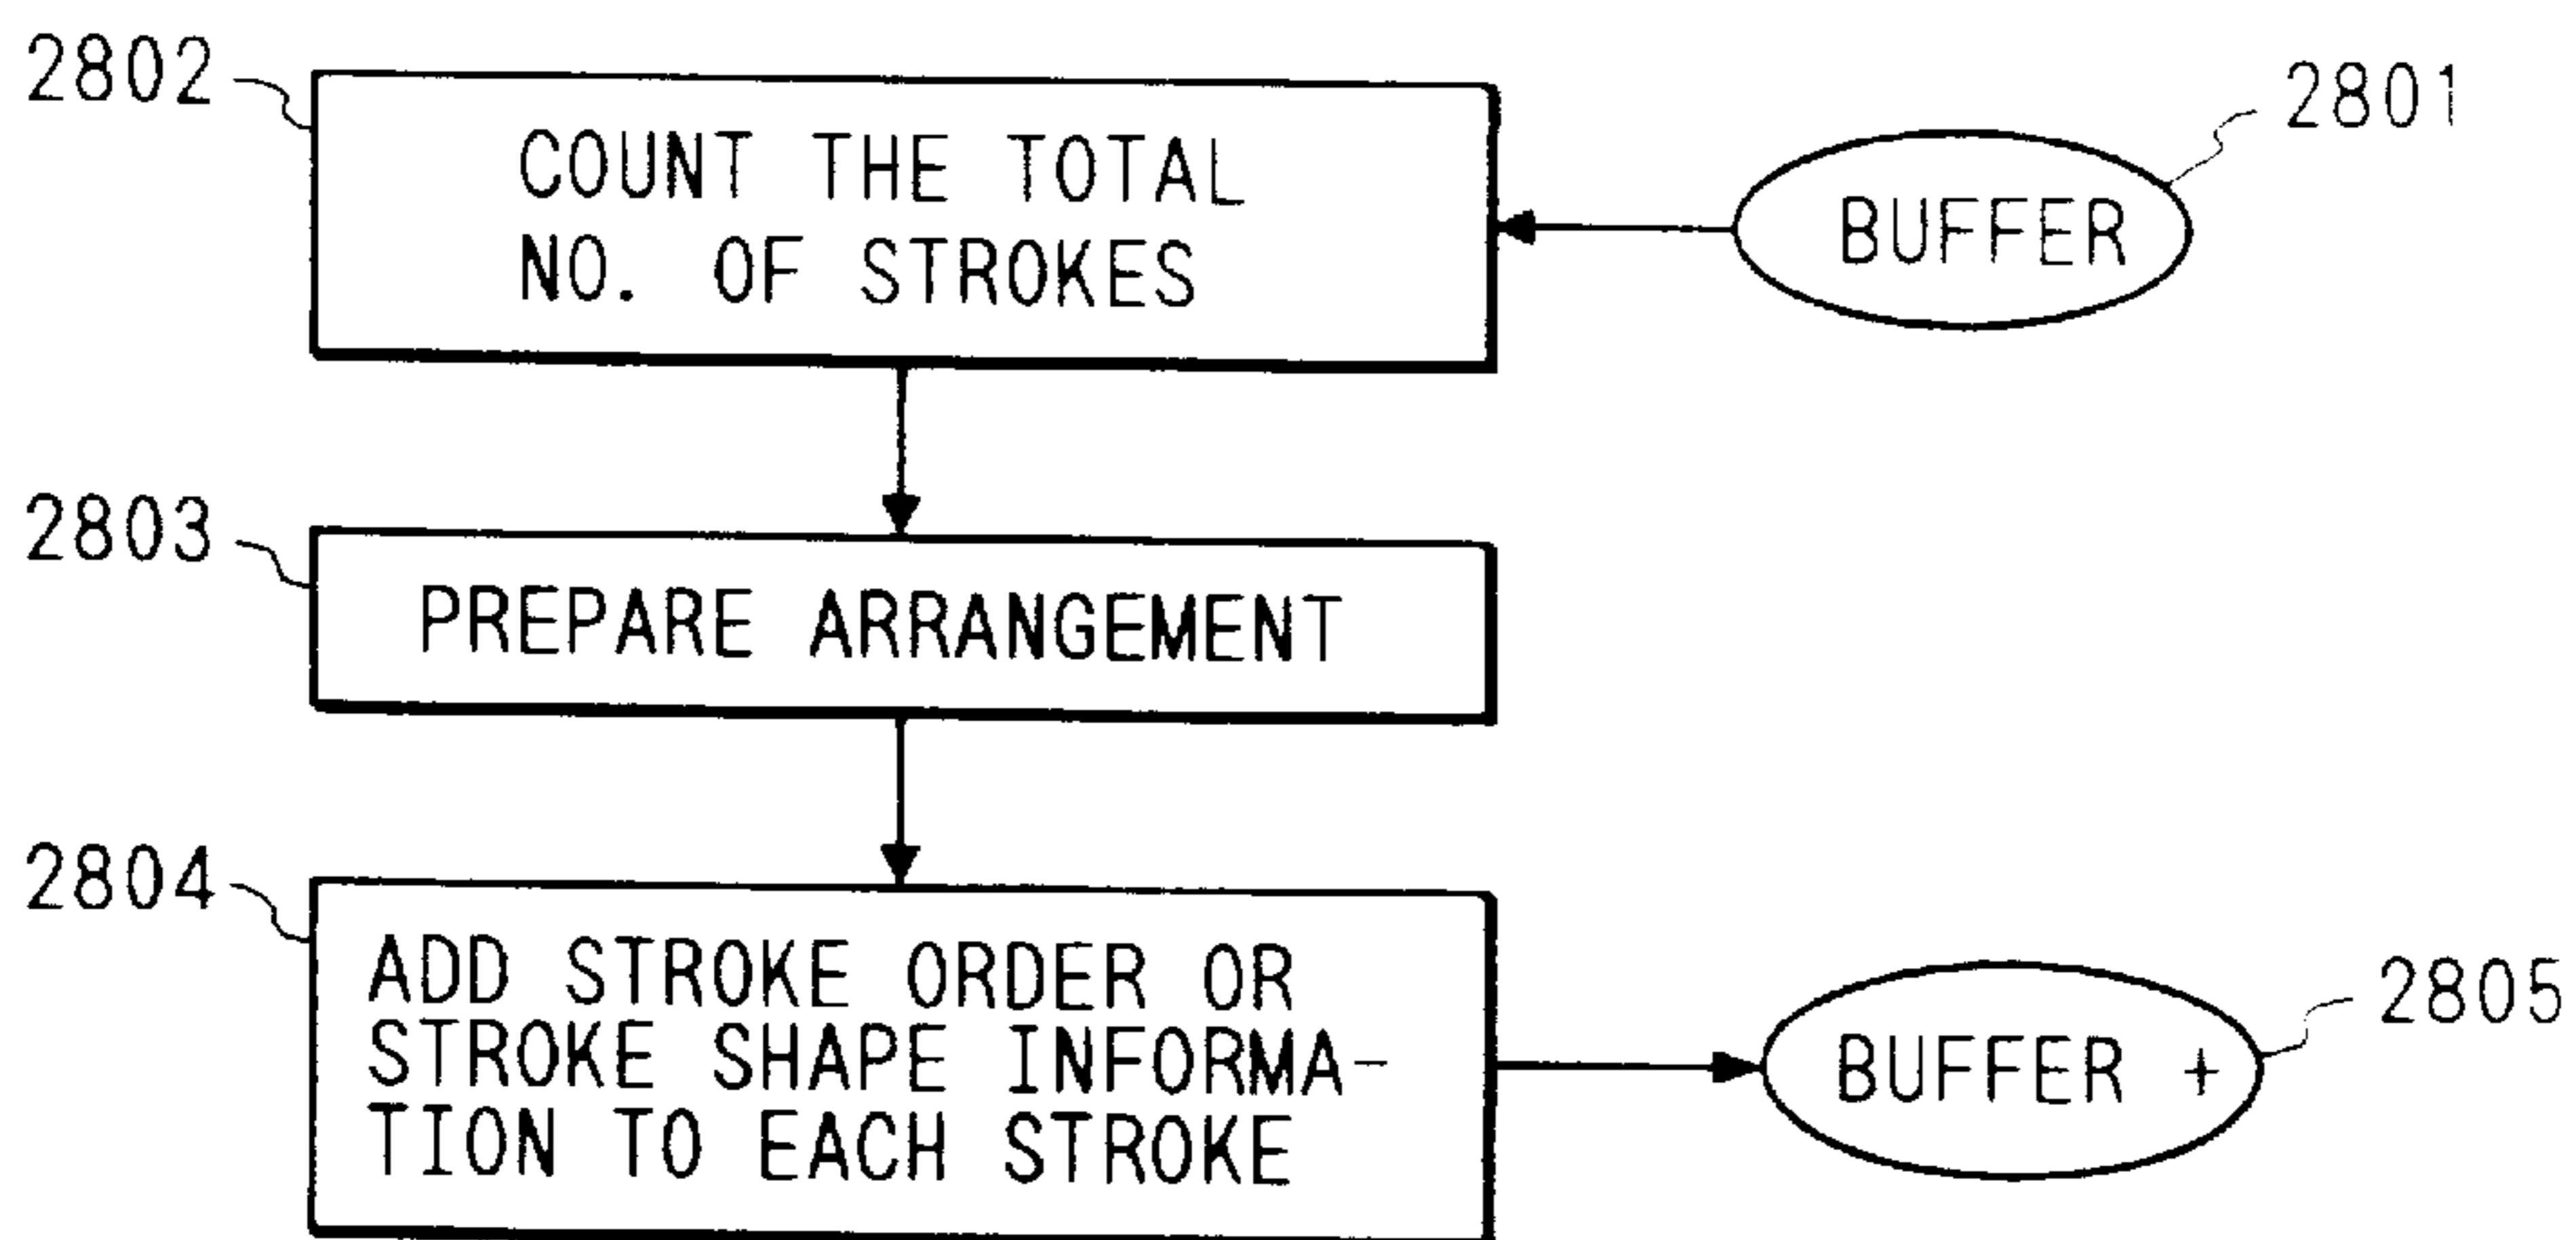 2802
COUNT THE TOTAL
NO. OF STROKES
2801
BUFFER
2803
PREPARE ARRANGEMENT
2804
ADD STROKE ORDER OR
STROKE SHAPE INFORMA-
TION TO EACH STROKE
2805
BUFFER +